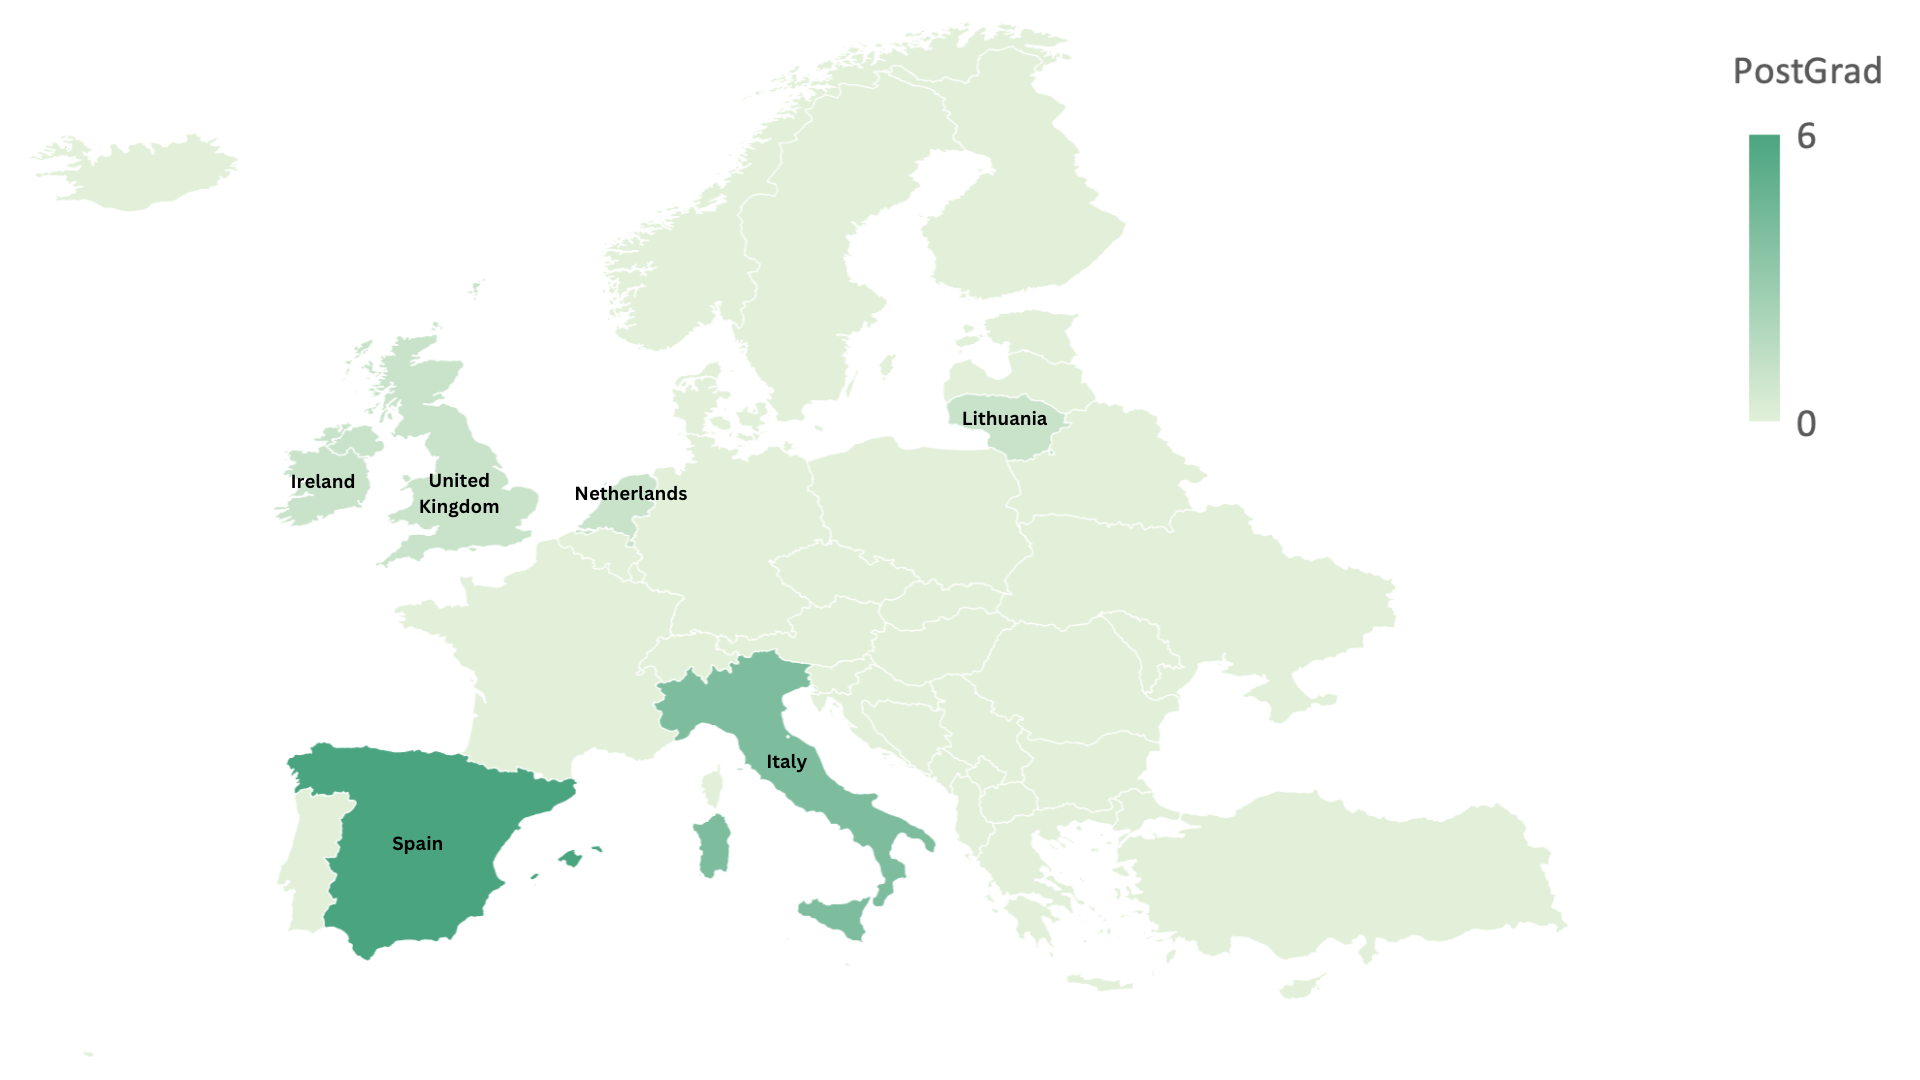 PostGrad
6
0
Lithuania
Ireland
United
Kingdom
Netherlands
Italy
Spain